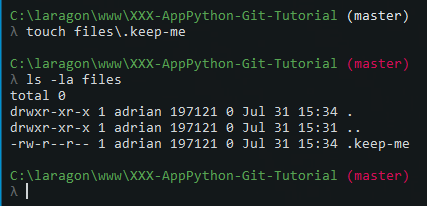 C:\laragon\www\XXX-AppPython-Git-Tutorial (master)
λ touch files\.keep-me
C:\laragon\www\XXX-AppPython-Git-Tutorial (master)
λ ls -la files
total 0
drwxr-xr-x 1 adrian 197121 0 Jul 31 15:34 .
drwxr-xr-x 1 adrian 197121 0 Jul 31 15:31 ..
-rw-r--r-- 1 adrian 197121 0 Jul 31 15:34 .keep-me
C:\laragon\www\XXX-AppPython-Git-Tutorial (master)
λ